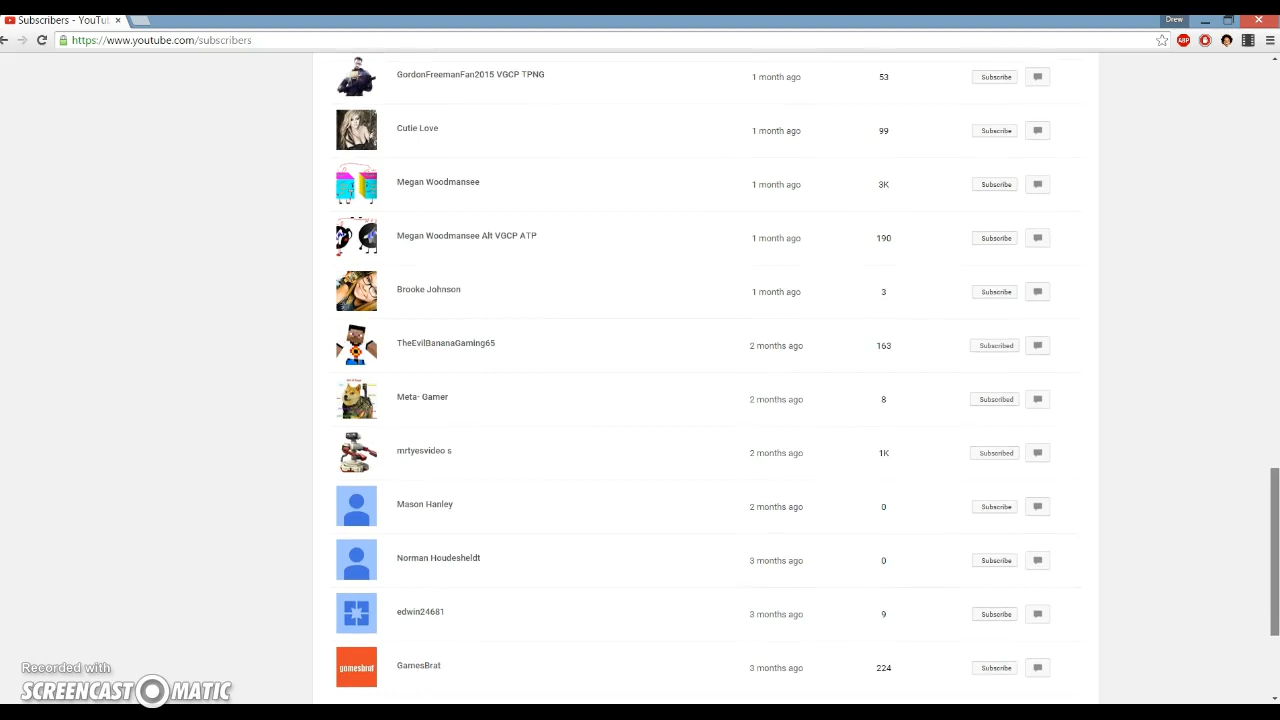 Subscribers - YouTu
Drew
https://www.youtube.com/subscribers
ABP
GordonFreemanFan2015 VGCP TPNG 1 month ago 53 Subscribe
Cutie Love 1 month ago 99 Subscribe
Megan Woodmansee 1 month ago 3K Subscribe
Megan Woodmansee Alt VGCP ATP 1 month ago 190 Subscribe
Brooke Johnson 1 month ago 3 Subscribe
TheEvilBananaGaming65 2 months ago 163 Subscribed
Meta- Gamer 2 months ago 8 Subscribed
mrtyesvideo s 2 months ago 1K Subscribed
Mason Hanley 2 months ago 0 Subscribe
Norman Houdesheldt 3 months ago 0 Subscribe
edwin24681 3 months ago 9 Subscribe
gamesbrat
GamesBrat 3 months ago 224 Subscribe
Recorded with
SCREENCAST O MATIC